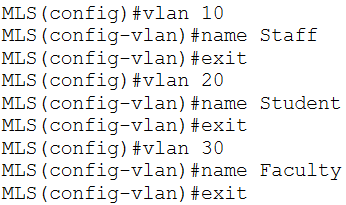 MLS(config)#vlan 10
MLS(config-vlan)#name Staff
MLS(config-vlan)#exit
MLS(config)#vlan 20
MLS(config-vlan)#name Student
MLS(config-vlan)#exit
MLS(config)#vlan 30
MLS(config-vlan)#name Faculty
MLS(config-vlan)#exit